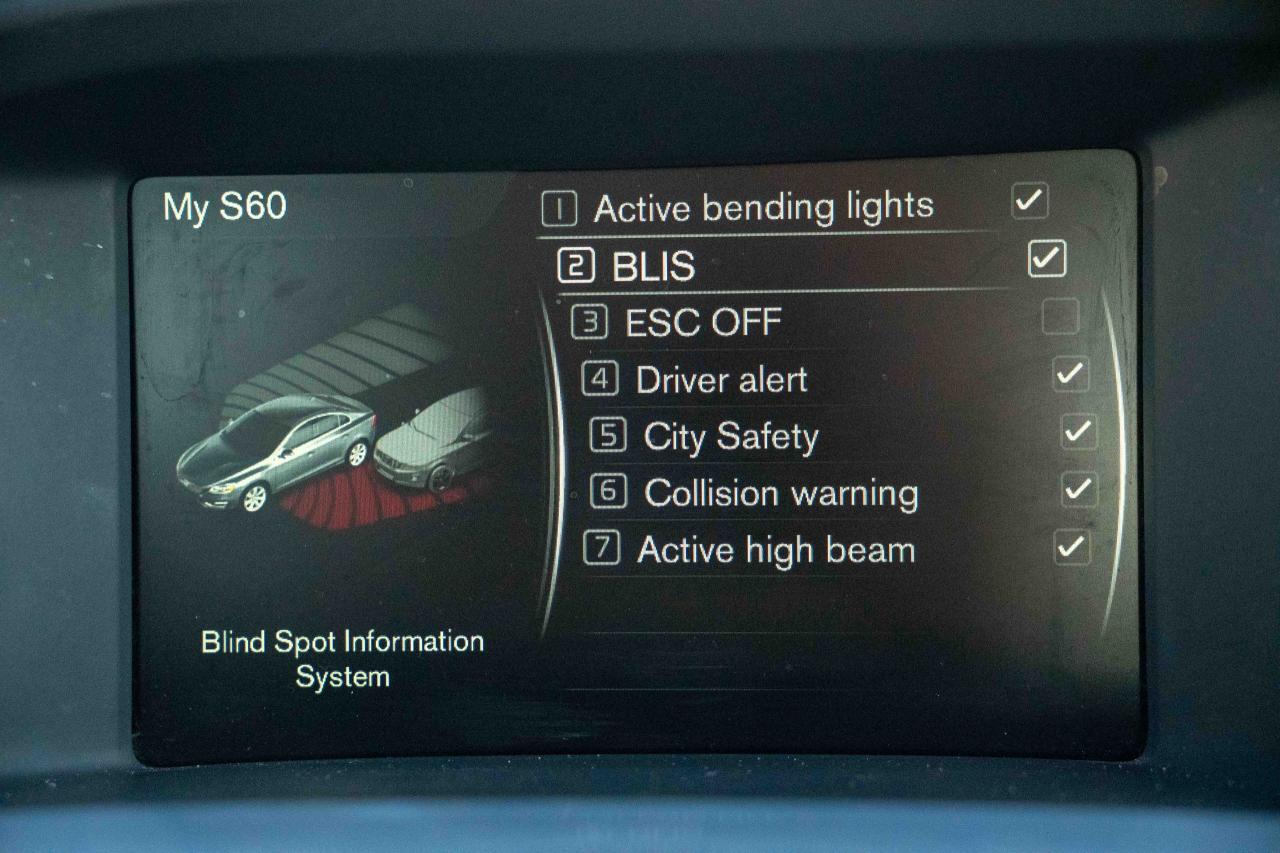 My S60
1 Active bending lights
2 BLIS
3 ESC OFF
4 Driver alert
5 City Safety
6 Collision warning
7 Active high beam
Blind Spot Information
System